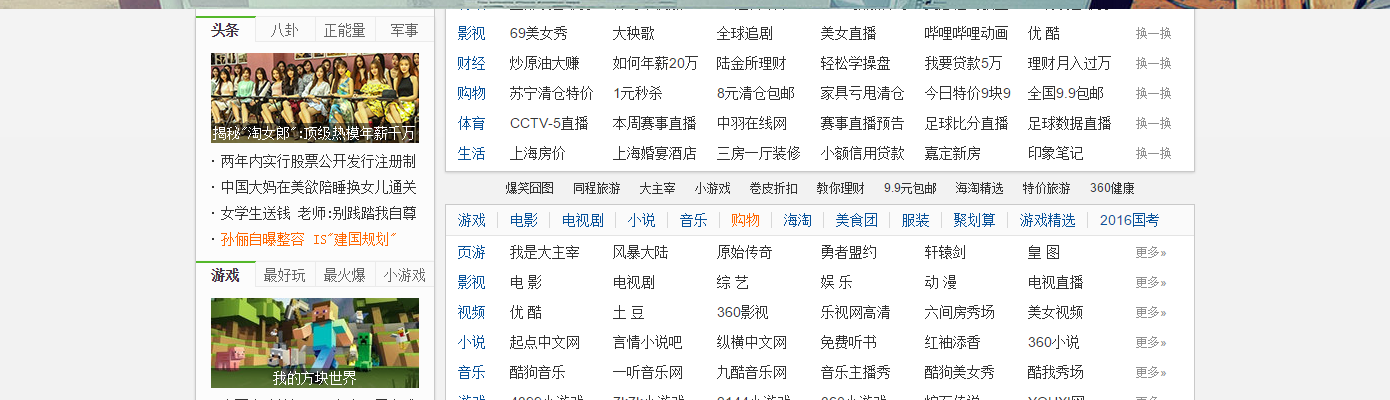 头条 八卦 正能量 军事
揭秘"淘女郎":顶级热模年薪千万
· 两年内实行股票公开发行注册制
· 中国大妈在美欲陪睡换女儿通关
· 女学生送钱 老师:别践踏我自尊
· 孙俪自曝整容 IS"建国规划"
游戏 最好玩 最火爆 小游戏
我的方块世界
影视 69美女秀 大秧歌 全球追剧 美女直播 哔哩哔哩动画 优 酷 换一换
财经 炒原油大赚 如何年薪20万 陆金所理财 轻松学操盘 我要贷款5万 理财月入过万 换一换
购物 苏宁清仓特价 1元秒杀 8元清仓包邮 家具亏甩清仓 今日特价9块9 全国9.9包邮 换一换
体育 CCTV-5直播 本周赛事直播 中羽在线网 赛事直播预告 足球比分直播 足球数据直播 换一换
生活 上海房价 上海婚宴酒店 三房一厅装修 小额信用贷款 嘉定新房 印象笔记 换一换
爆笑囧图 同程旅游 大主宰 小游戏 卷皮折扣 教你理财 9.9元包邮 海淘精选 特价旅游 360健康
游戏 电影 电视剧 小说 音乐 购物 海淘 美食团 服装 聚划算 游戏精选 2016国考
页游 我是大主宰 风暴大陆 原始传奇 勇者盟约 轩辕剑 皇 图 更多»
影视 电 影 电视剧 综 艺 娱 乐 动 漫 电视直播 更多»
视频 优 酷 土 豆 360影视 乐视网高清 六间房秀场 美女视频 更多»
小说 起点中文网 言情小说吧 纵横中文网 免费听书 红袖添香 360小说 更多»
音乐 酷狗音乐 一听音乐网 九酷音乐网 音乐主播秀 酷狗美女秀 酷我秀场 更多»